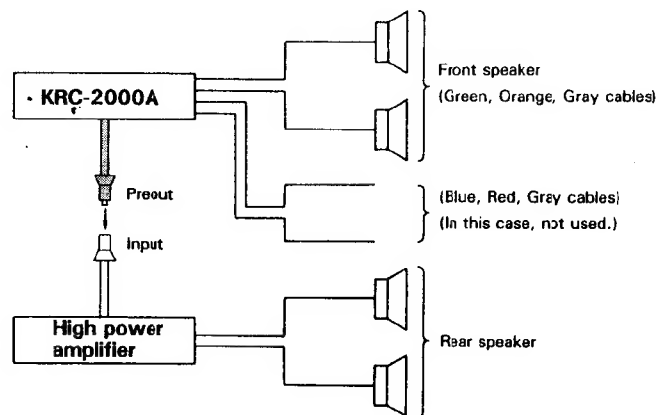 KRC-2000A
Front speaker
(Green, Orange, Gray cables)
Preout
Input
(Blue, Red, Gray cables)
(In this case, not used.)
High power
amplifier
Rear speaker